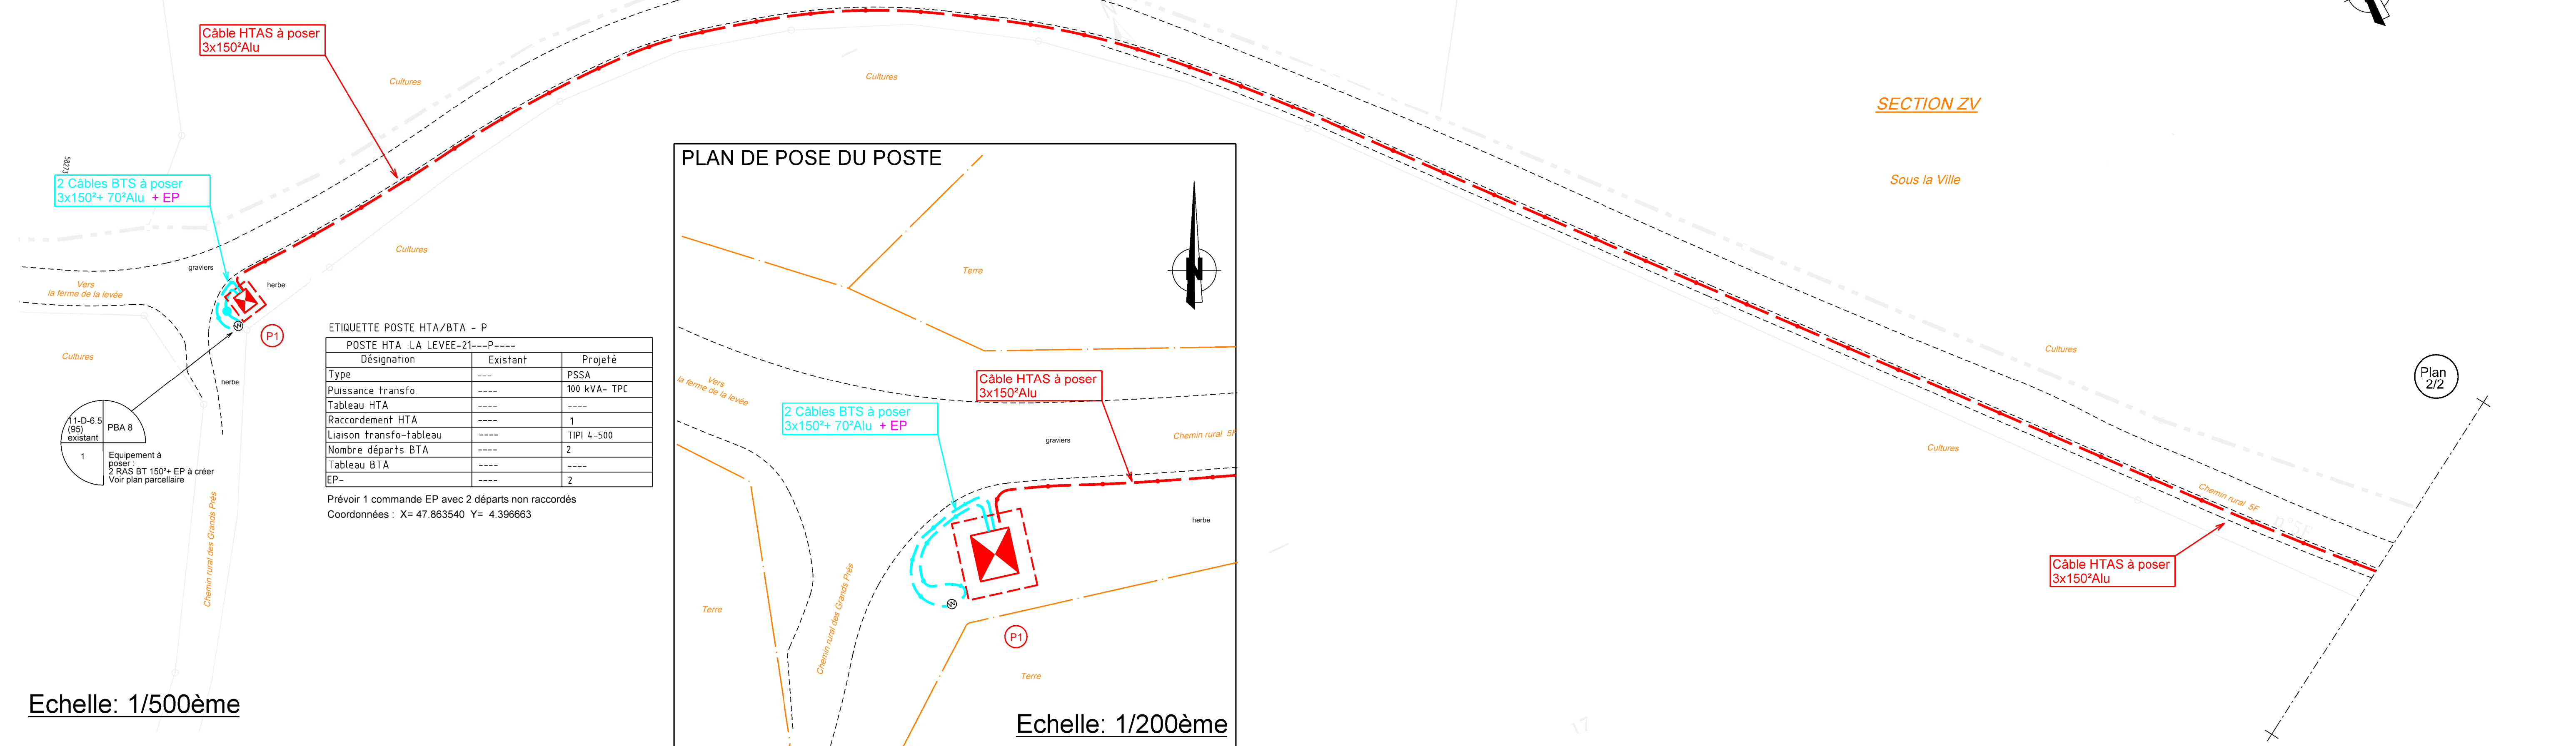 Câble HTAS à poser
3x150²Alu
Cultures
Cultures
SECTION ZV
Sous la Ville
58273
2 Câbles BTS à poser
3x150²+ 70²Alu + EP
Cultures
graviers
herbe
Vers
la ferme de la levée
P1
Cultures
herbe
11-D-6.5
(95)
existant
PBA 8
1
Equipement à
poser :
2 RAS BT 150²+ EP à créer
Voir plan parcellaire
Chemin rural des Grands Prés
Echelle: 1/500ème
ETIQUETTE POSTE HTA/BTA - P
POSTE HTA :LA LEVEE-21---P----
Désignation Existant Projeté
Type --- PSSA
Puissance transfo ---- 100 kVA- TPC
Tableau HTA ---- ----
Raccordement HTA ---- 1
Liaison transfo-tableau ---- TIPI 4-500
Nombre départs BTA ---- 2
Tableau BTA ---- ----
EP- ---- 2
Prévoir 1 commande EP avec 2 départs non raccordés
Coordonnées : X= 47.863540 Y= 4.396663
PLAN DE POSE DU POSTE
N
Terre
Vers
la ferme de la levée
Câble HTAS à poser
3x150²Alu
2 Câbles BTS à poser
3x150²+ 70²Alu + EP
graviers
Chemin rural 5F
herbe
Terre
Chemin rural des Grands Prés
P1
Terre
Echelle: 1/200ème
Cultures
Cultures
Plan
2/2
Chemin rural 5F
n°5F
Câble HTAS à poser
3x150²Alu
17